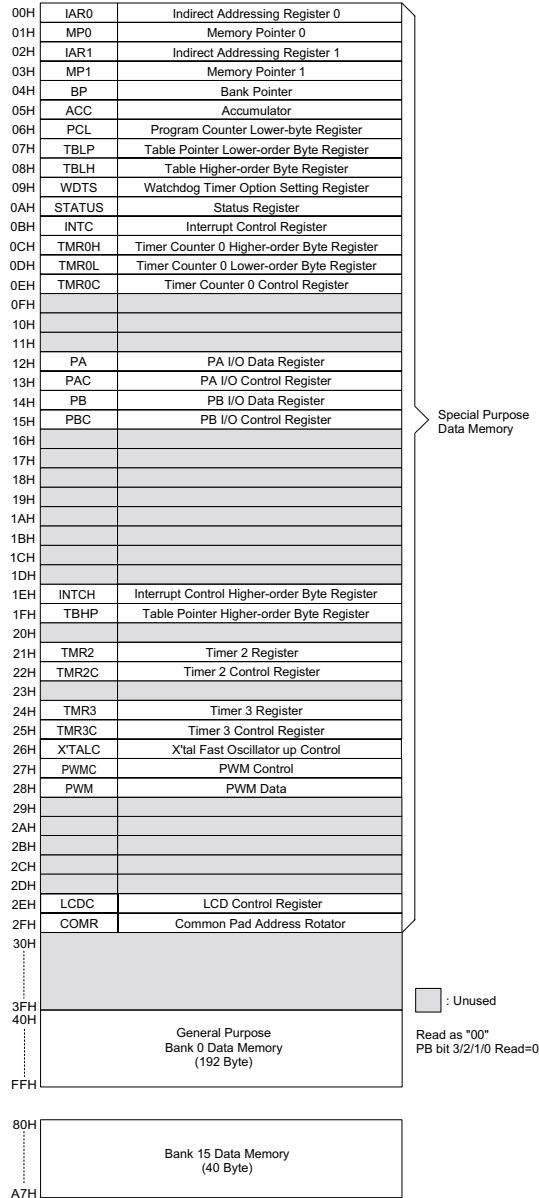 00H IAR0 Indirect Addressing Register 0
01H MP0 Memory Pointer 0
02H IAR1 Indirect Addressing Register 1
03H MP1 Memory Pointer 1
04H BP Bank Pointer
05H ACC Accumulator
06H PCL Program Counter Lower-byte Register
07H TBLP Table Pointer Lower-order Byte Register
08H TBLH Table Higher-order Byte Register
09H WDTS Watchdog Timer Option Setting Register
0AH STATUS Status Register
0BH INTC Interrupt Control Register
0CH TMR0H Timer Counter 0 Higher-order Byte Register
0DH TMR0L Timer Counter 0 Lower-order Byte Register
0EH TMR0C Timer Counter 0 Control Register
0FH
10H
11H
12H PA PA I/O Data Register
13H PAC PA I/O Control Register
14H PB PB I/O Data Register
15H PBC PB I/O Control Register
Special Purpose
Data Memory
16H
17H
18H
19H
1AH
1BH
1CH
1DH
1EH INTCH Interrupt Control Higher-order Byte Register
1FH TBHP Table Pointer Higher-order Byte Register
20H
21H TMR2 Timer 2 Register
22H TMR2C Timer 2 Control Register
23H
24H TMR3 Timer 3 Register
25H TMR3C Timer 3 Control Register
26H X'TALC X'tal Fast Oscillator up Control
27H PWMC PWM Control
28H PWM PWM Data
29H
2AH
2BH
2CH
2DH
2EH LCDC LCD Control Register
2FH COMR Common Pad Address Rotator
30H
3FH
: Unused
40H
General Purpose
Bank 0 Data Memory
(192 Byte)
Read as "00"
PB bit 3/2/1/0 Read=0
FFH
80H
Bank 15 Data Memory
(40 Byte)
A7H